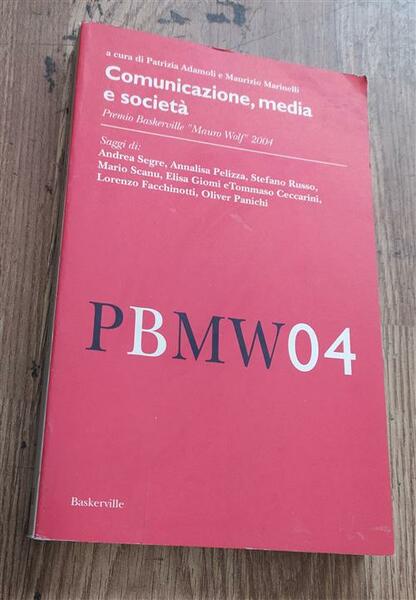 a cura di Patrizia Adamoli e Maurizio Marinelli
Comunicazione, media
e società
Premio Baskerville "Mauro Wolf" 2004
Saggi di:
Andrea Segre, Annalisa Pelizza, Stefano Russo,
Mario Scanu, Elisa Giomi eTommaso Ceccarini,
Lorenzo Facchinotti, Oliver Panichi
PBMW04
Baskerville